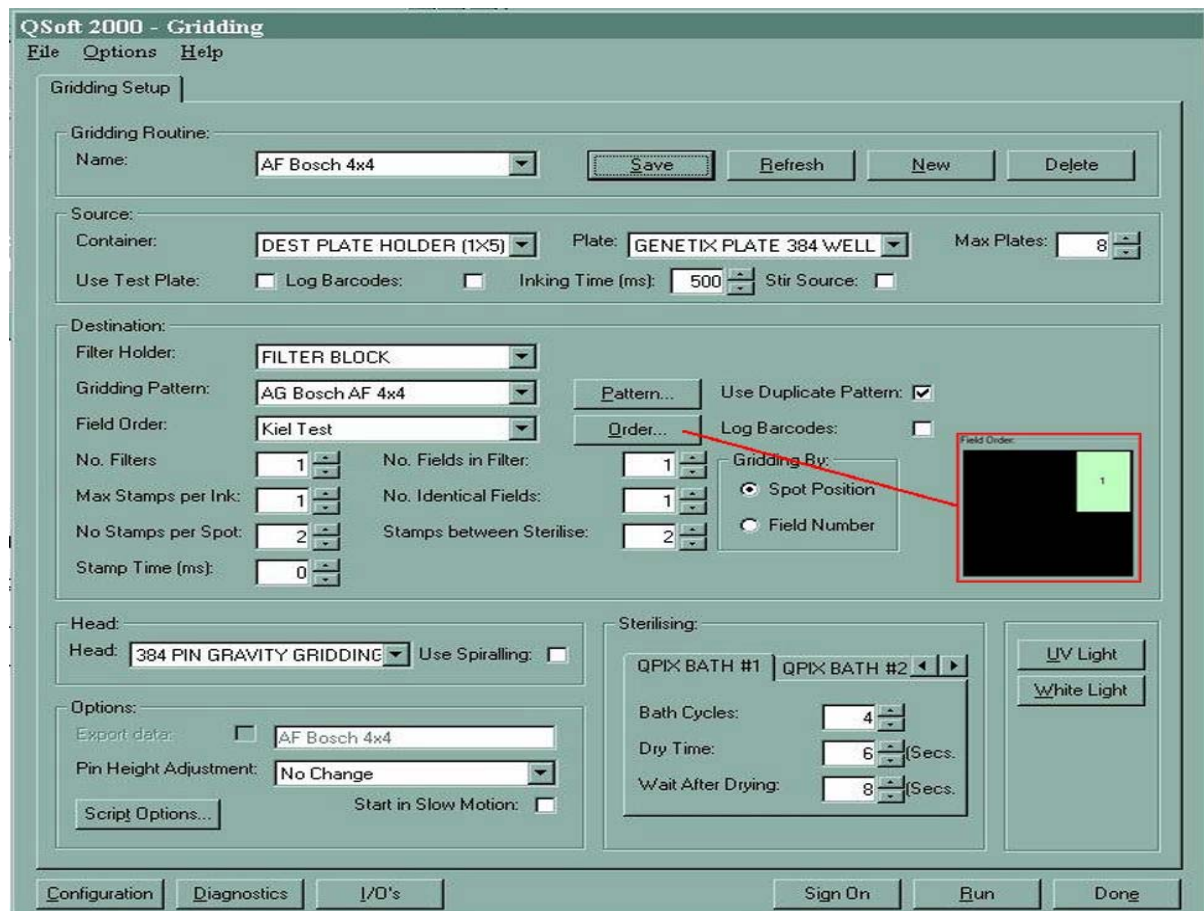 QSoft 2000 - Gridding
File Options Help
Gridding Setup
Gridding Routine:
Name: AF Bosch 4x4 Save Refresh New Delete
Source:
Container: DEST PLATE HOLDER (1X5) Plate: GENETIX PLATE 384 WELL Max Plates: 8
Use Test Plate: Log Barcodes: Inking Time (ms): 500 Stir Source:
Destination:
Filter Holder: FILTER BLOCK
Gridding Pattern: AG Bosch AF 4x4 Pattern... Use Duplicate Pattern:
Field Order: Kiel Test Order... Log Barcodes:
Field Order:
1
No. Filters 1 No. Fields in Filter: 1 Gridding By:
Max Stamps per Ink: 1 No. Identical Fields: 1 Spot Position
No Stamps per Spot: 2 Stamps between Sterilise: 2 Field Number
Stamp Time (ms): 0
Head:
Head: 384 PIN GRAVITY GRIDDING Use Spiralling:
Options:
Export data: AF Bosch 4x4
Pin Height Adjustment: No Change
Script Options... Start in Slow Motion:
Sterilising:
QPIX BATH #1 QPIX BATH #2
Bath Cycles: 4
Dry Time: 6 (Secs.
Wait After Drying: 8 (Secs.
UV Light
White Light
Configuration Diagnostics I/O's Sign On Run Done